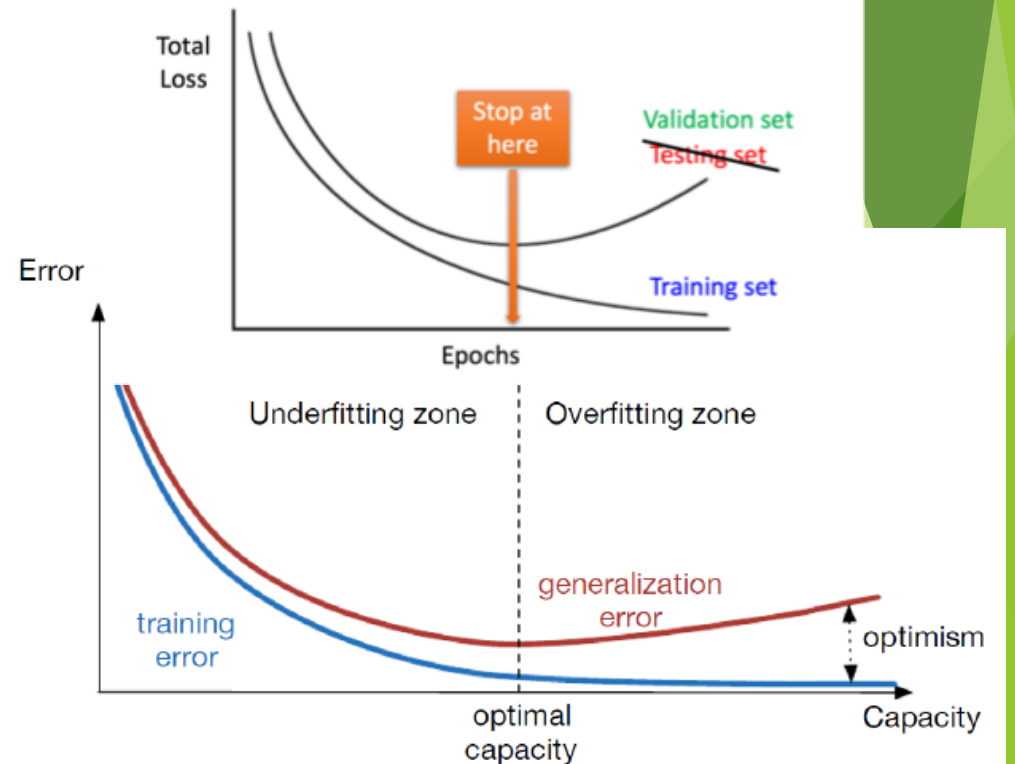 Total
Loss
Stop at
here
Validation set
Testing set
Training set
Epochs
Error
Underfitting zone
Overfitting zone
generalization
error
training
error
optimism
optimal
capacity
Capacity